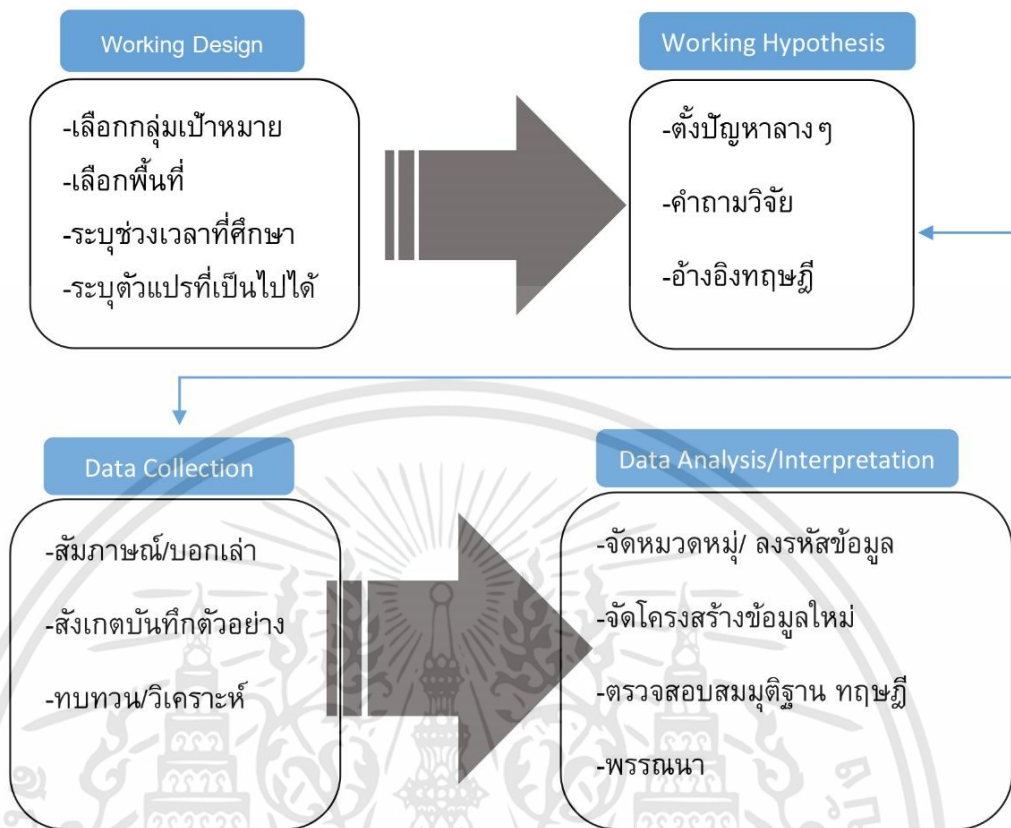 Working Design
-เลือกกลุ่มเป้าหมาย
-เลือกพื้นที่
-ระบุช่วงเวลาที่ศึกษา
-ระบุตัวแปรที่เป็นไปได้
Working Hypothesis
-ตั้งปัญหาลาง ๆ
-คำถามวิจัย
-อ้างอิงทฤษฎี
Data Collection
-สัมภาษณ์/บอกเล่า
-สังเกตบันทึกตัวอย่าง
-ทบทวน/วิเคราะห์
Data Analysis/Interpretation
-จัดหมวดหมุ่/ ลงรหัสข้อมูล
-จัดโครงสร้างข้อมูลใหม่
-ตรวจสอบสมมุติฐาน ทฤษฎี
-พรรณนา